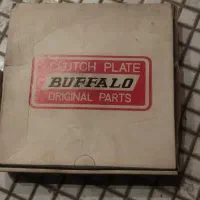 CLUTCH PLATE
BUFFALO
ORIGINAL PARTS